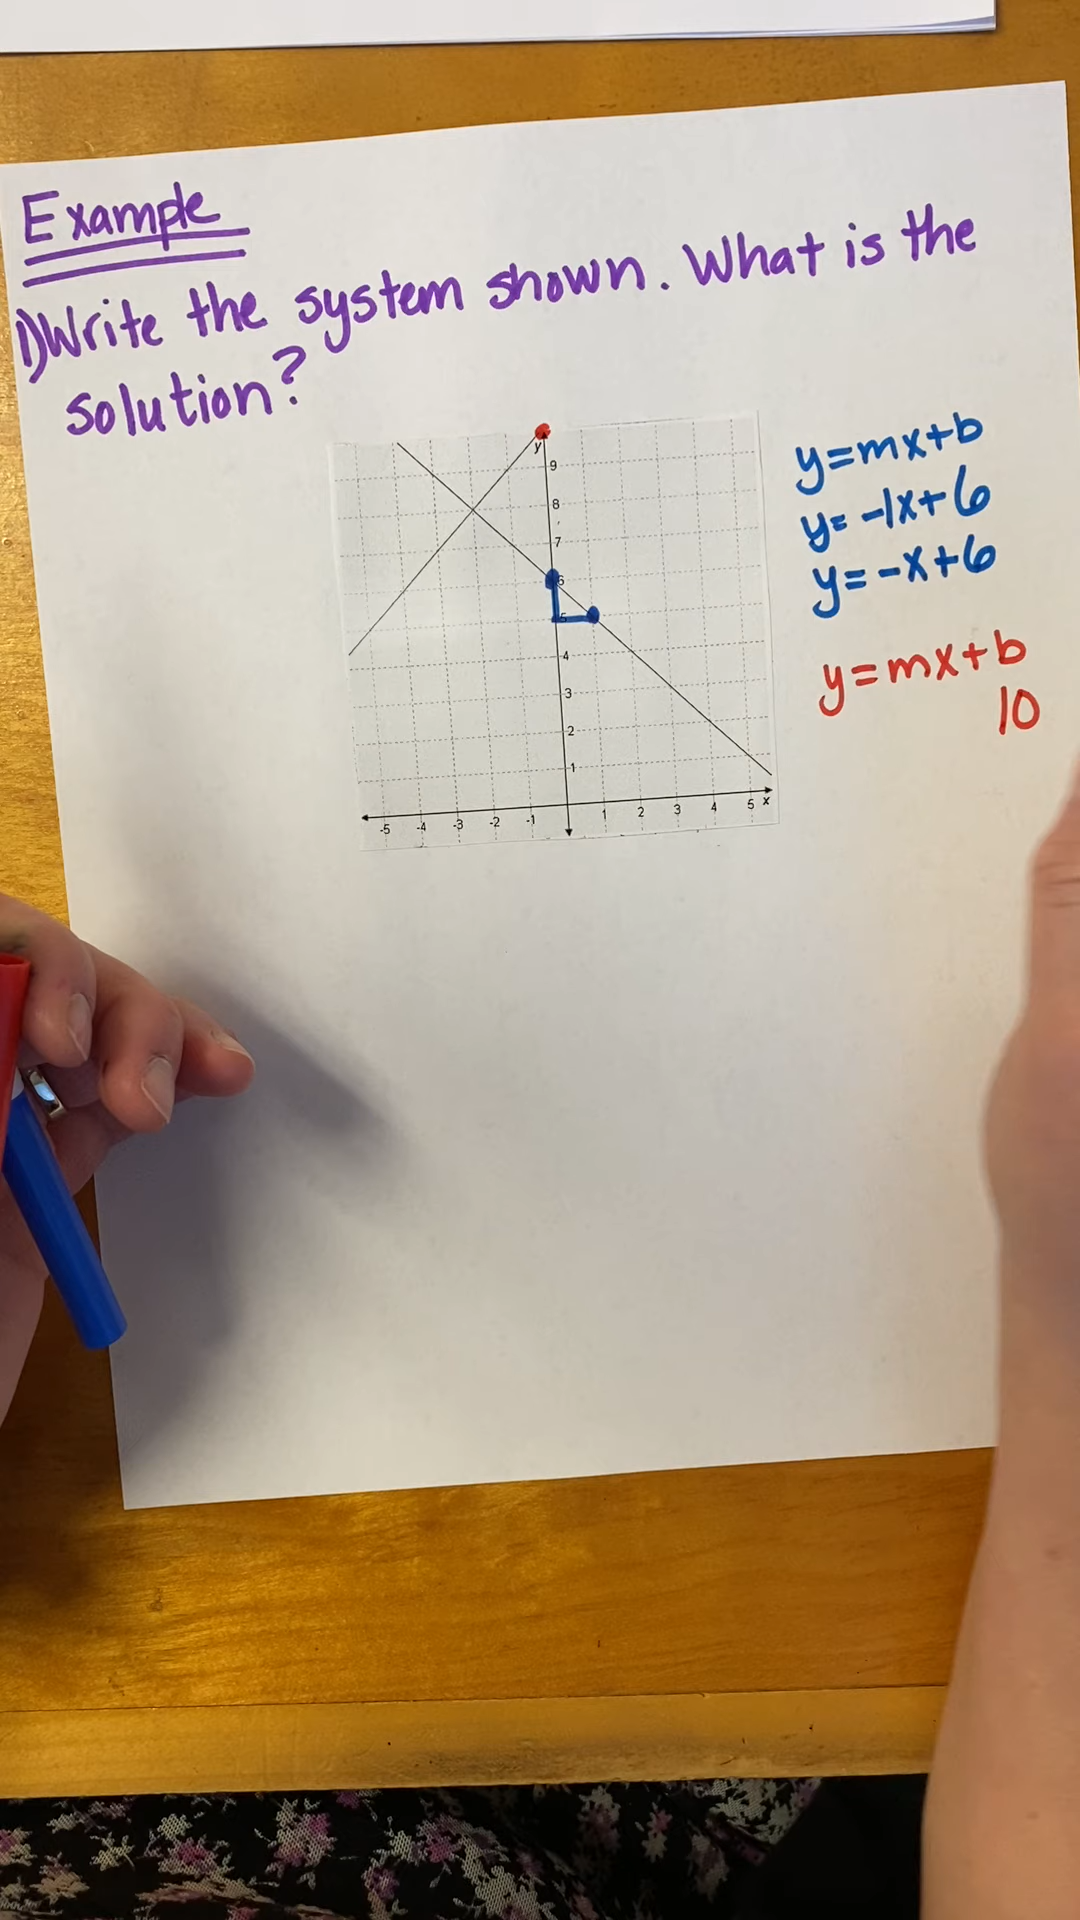 Example
1) Write the system shown. What is the
solution?
y=mx+b
y=-1x+6
y=-x+6
y=mx+b
10
y
9
8
7
6
5
4
3
2
1
-5 -4 -3 -2 -1 1 2 3 4 5 x